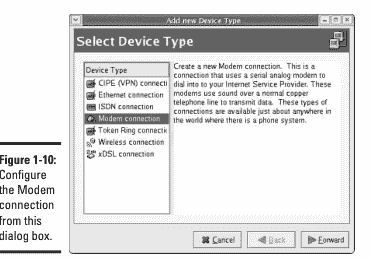 Add new Device Type
Select Device Type
Device Type
CIPE (VPN) connecti
Ethernet connection
ISDN connection
Modem connection
Token Ring connectic
Wireless connection
xDSL connection
Create a new Modem connection. This is a
connection that uses a serial analog modem to
dial into to your Internet Service Provider. These
modems use sound over a normal copper
telephone line to transmit data. These types of
connections are available just about anywhere in
the world where there is a phone system.
Cancel
Back
Forward
Figure 1-10:
Configure
the Modem
connection
from this
dialog box.